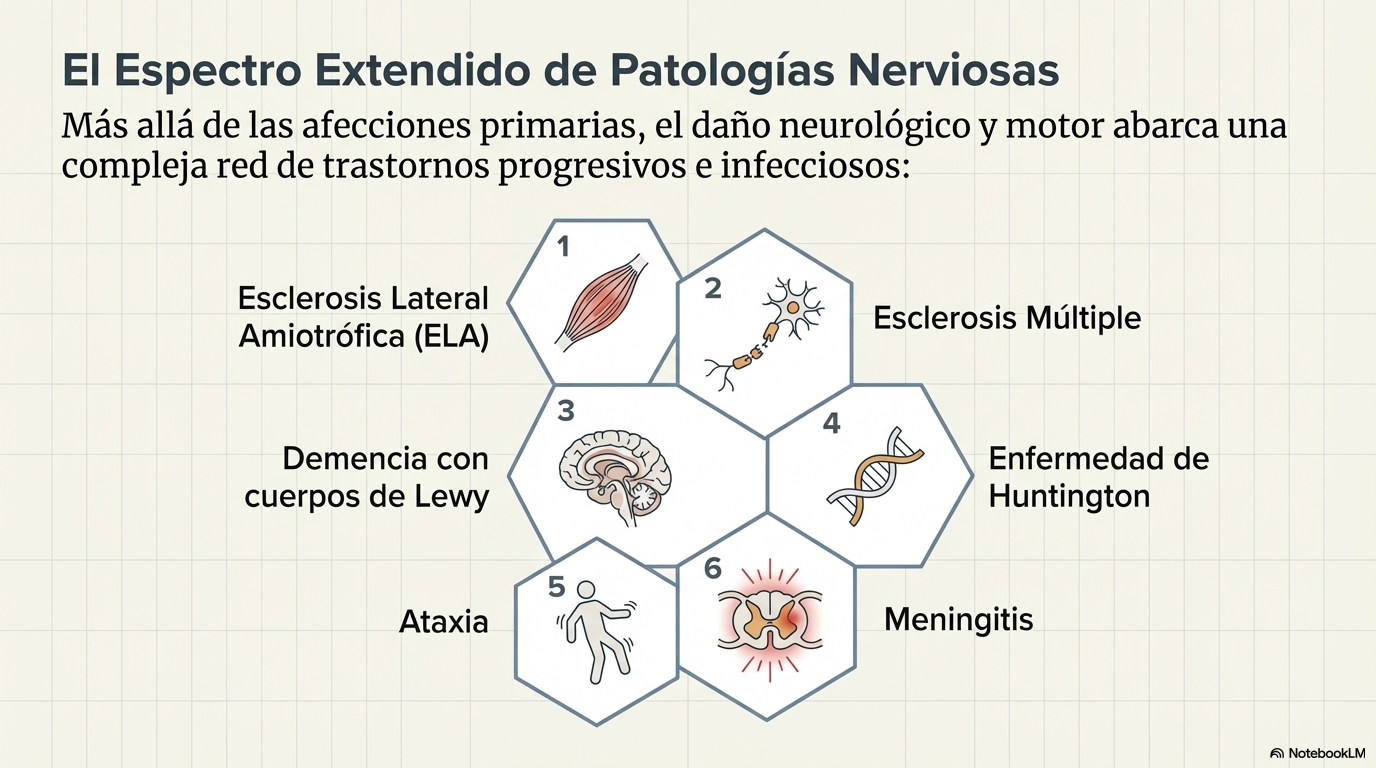 El Espectro Extendido de Patologías Nerviosas
Más allá de las afecciones primarias, el daño neurológico y motor abarca una
compleja red de trastornos progresivos e infecciosos:
1
Esclerosis Lateral
Amiotrófica (ELA)
2
Esclerosis Múltiple
3
Demencia con
cuerpos de Lewy
4
Enfermedad de
Huntington
5
Ataxia
6
Meningitis
NotebookLM